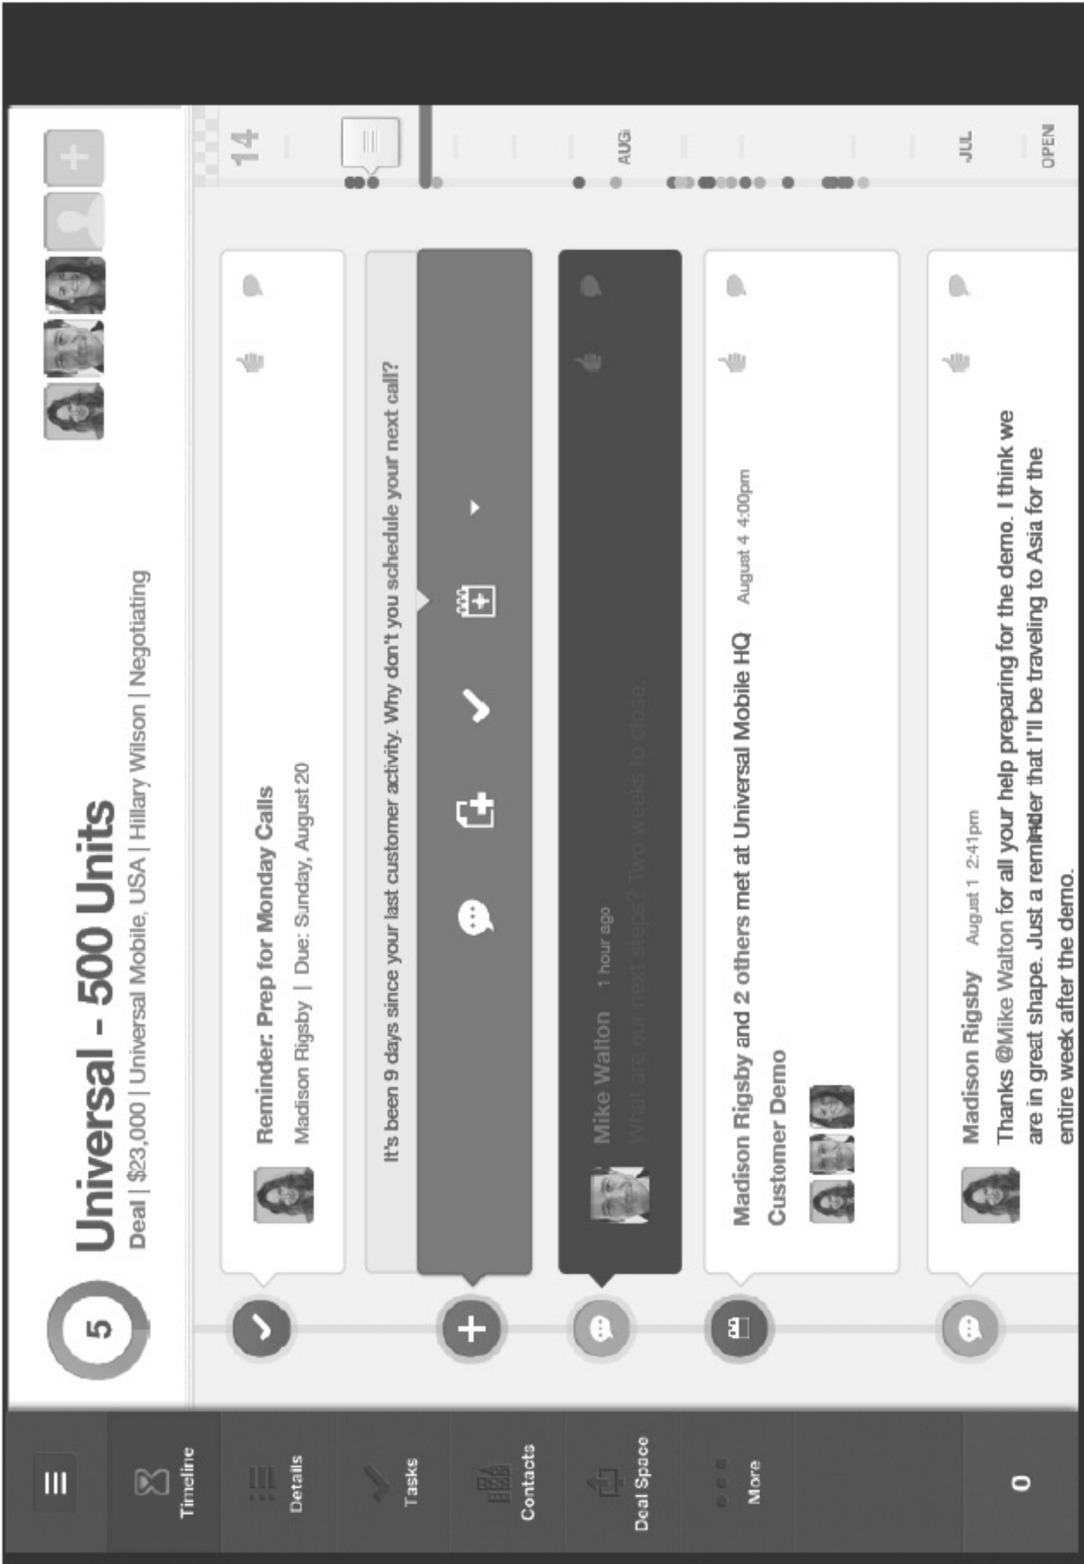 5
Universal - 500 Units
Deal | $23,000 | Universal Mobile, USA | Hillary Wilson | Negotiating
Timeline
Details
Tasks
Contacts
Deal Space
More
0
Reminder: Prep for Monday Calls
Madison Rigsby | Due: Sunday, August 20
It's been 9 days since your last customer activity. Why don't you schedule your next call?
Mike Walton 1 hour ago
What are our next steps? Two weeks to close.
Madison Rigsby and 2 others met at Universal Mobile HQ August 4 4:00pm
Customer Demo
Madison Rigsby August 1 2:41pm
Thanks @Mike Walton for all your help preparing for the demo. I think we
are in great shape. Just a reminder that I'll be traveling to Asia for the
entire week after the demo.
14
AUG
JUL
OPEN